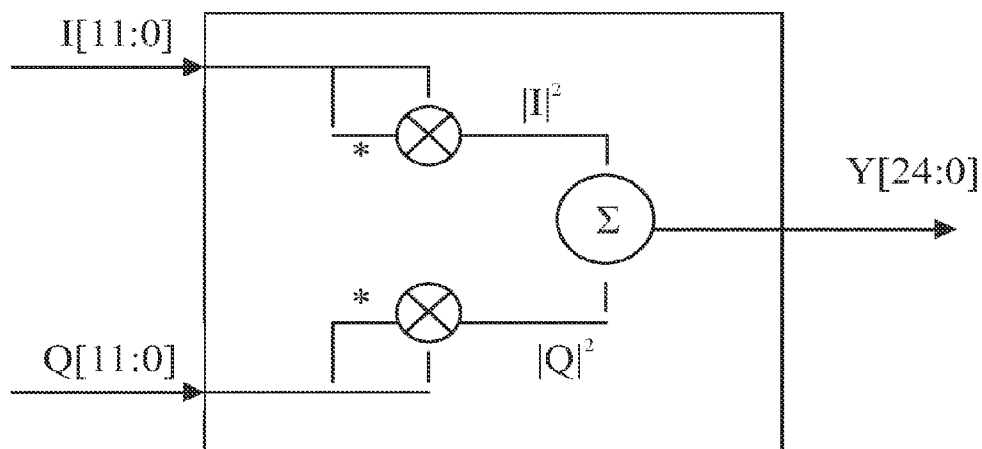 I[11:0]
|I|²
*
Y[24:0]
Σ
*
Q[11:0]
|Q|²